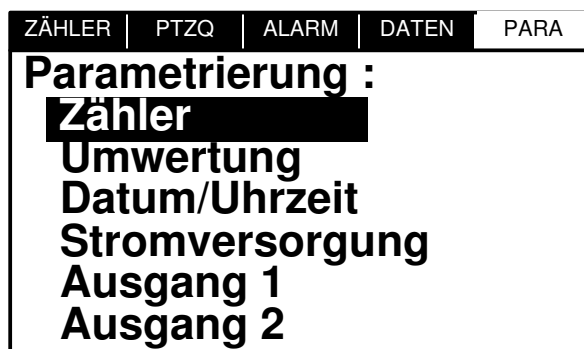 ZÄHLER PTZQ ALARM DATEN PARA
Parametrierung :
Zähler
Umwertung
Datum/Uhrzeit
Stromversorgung
Ausgang 1
Ausgang 2